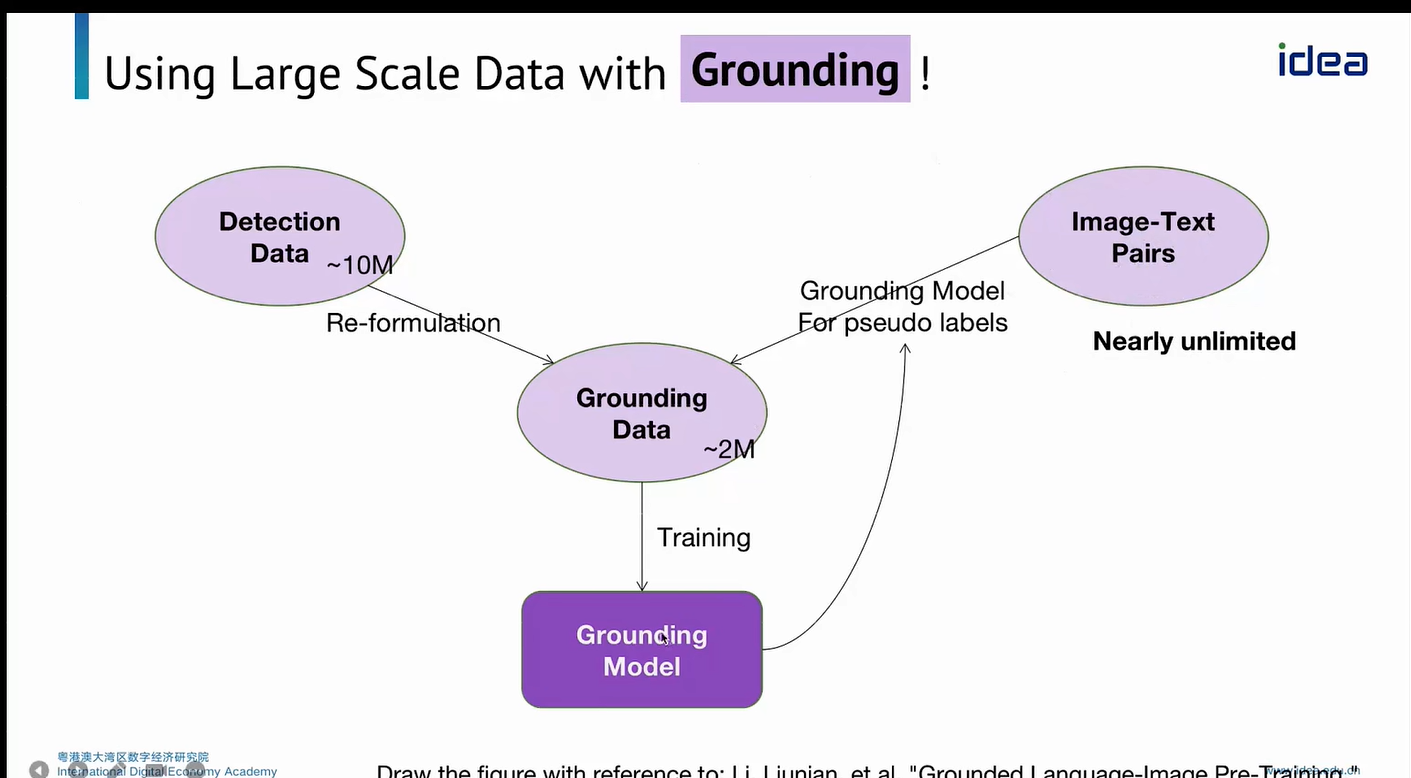 Using Large Scale Data with Grounding !
idea
Detection
Data
~10M
Image-Text
Pairs
Grounding Model
For pseudo labels
Re-formulation
Nearly unlimited
Grounding
Data
~2M
Training
Grounding
Model
粤港澳大湾区数字经济研究院
International Digital Economy Academy
Draw the figure with reference to: Li, Liunian, et al. "Grounded Language-Image Pre-Training."
www.idea.edu.cn